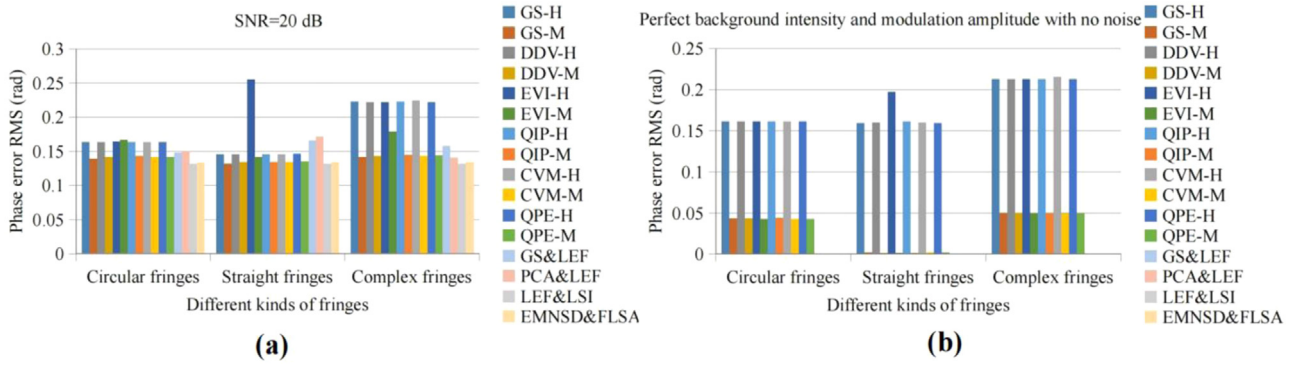 SNR=20 dB
Phase error RMS (rad)
0.3
0.25
0.2
0.15
0.1
0.05
0
Circular fringes
Straight fringes
Complex fringes
Different kinds of fringes
GS-H
GS-M
DDV-H
DDV-M
EVI-H
EVI-M
QIP-H
QIP-M
CVM-H
CVM-M
QPE-H
QPE-M
GS&LEF
PCA&LEF
LEF&LSI
EMNSD&FLSA
(a)
Perfect background intensity and modulation amplitude with no noise
Phase error RMS (rad)
0.25
0.2
0.15
0.1
0.05
0
Circular fringes
Straight fringes
Complex fringes
Different kinds of fringes
GS-H
GS-M
DDV-H
DDV-M
EVI-H
EVI-M
QIP-H
QIP-M
CVM-H
CVM-M
QPE-H
QPE-M
GS&LEF
PCA&LEF
LEF&LSI
EMNSD&FLSA
(b)